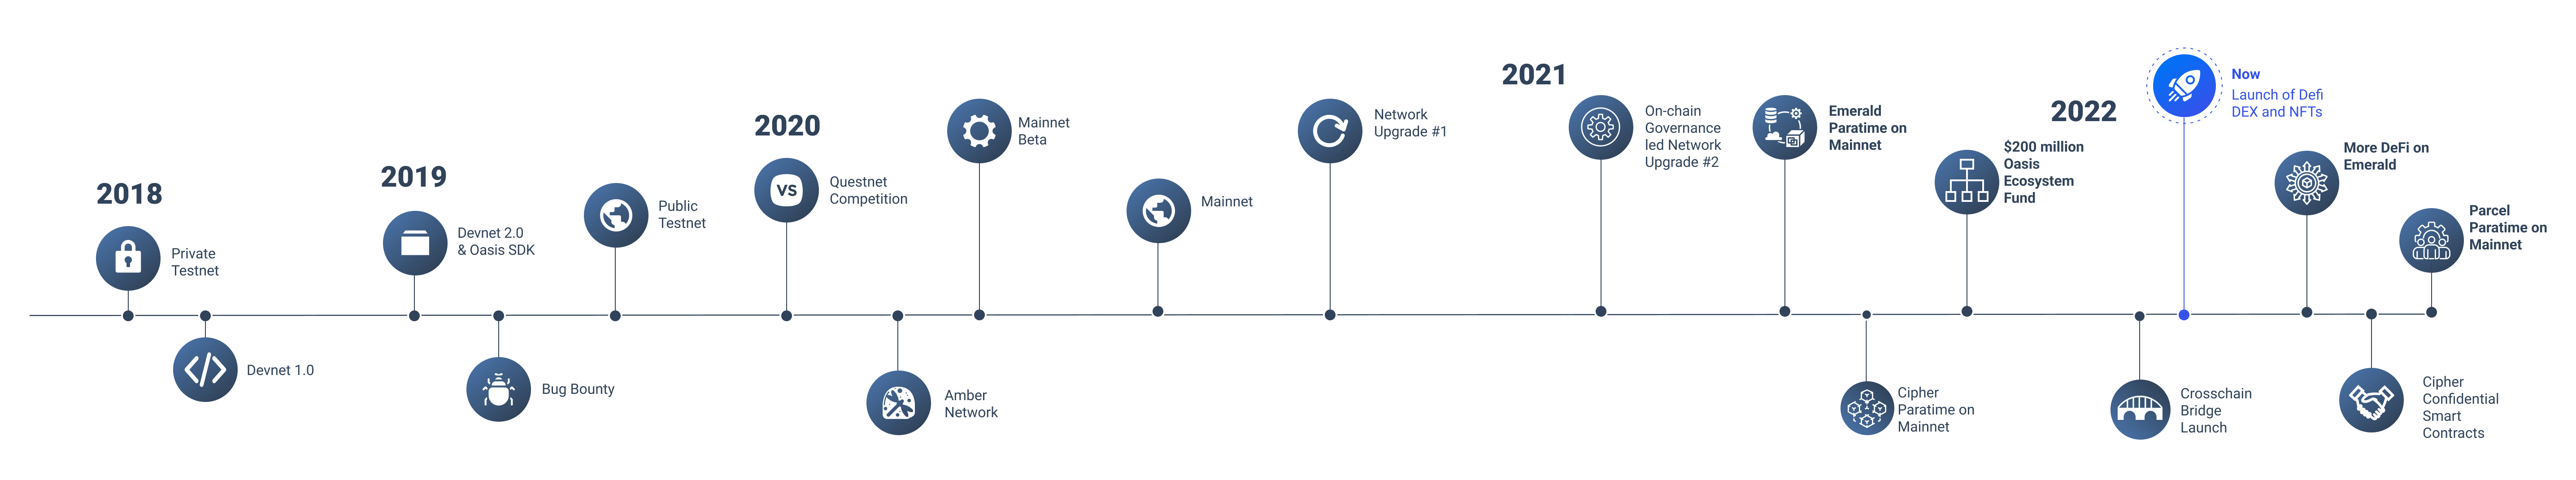 2018
Private
Testnet
Devnet 1.0
2019
Devnet 2.0
& Oasis SDK
Bug Bounty
Public
Testnet
2020
VS
Questnet
Competition
Amber
Network
Mainnet
Beta
Mainnet
Network
Upgrade #1
2021
On-chain
Governance
led Network
Upgrade #2
Emerald
Paratime on
Mainnet
Cipher
Paratime on
Mainnet
$200 million
Oasis
Ecosystem
Fund
2022
Crosschain
Bridge
Launch
Now
Launch of Defi
DEX and NFTs
More DeFi on
Emerald
Cipher
Confidential
Smart
Contracts
Parcel
Paratime on
Mainnet